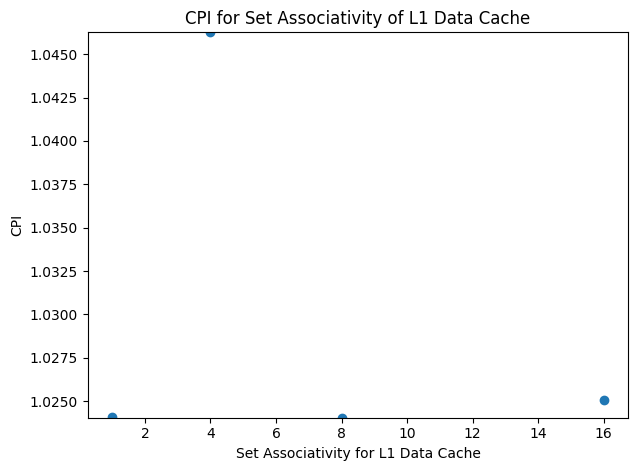 CPI for Set Associativity of L1 Data Cache
1.0450
1.0425
1.0400
1.0375
1.0350
1.0325
1.0300
1.0275
1.0250
CPI
2 4 6 8 10 12 14 16
Set Associativity for L1 Data Cache